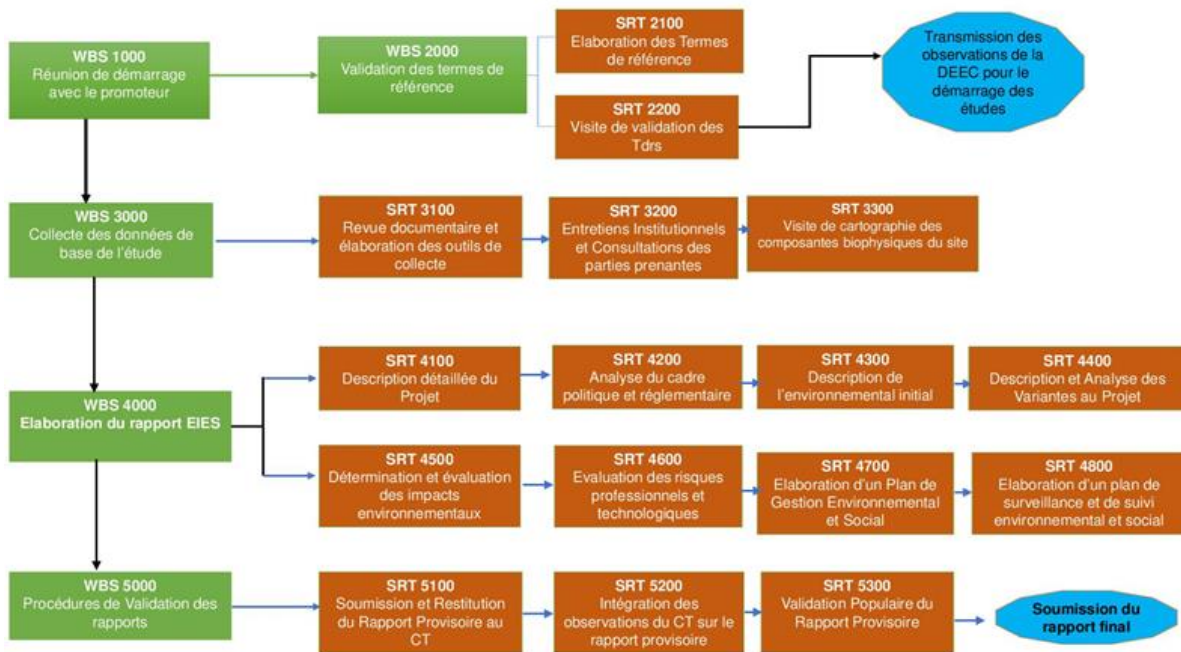 WBS 1000
Réunion de démarrage
avec le promoteur
WBS 2000
Validation des termes de
référence
SRT 2100
Elaboration des Termes
de référence
SRT 2200
Visite de validation des
Tdrs
Transmission des
observations de la
DEEC pour le
démarrage des
études
WBS 3000
Collecte des données de
base de l'étude
SRT 3100
Revue documentaire et
élaboration des outils de
collecte
SRT 3200
Entretiens Institutionnels
et Consultations des
parties prenantes
SRT 3300
Visite de cartographie des
composantes biophysiques du site
WBS 4000
Elaboration du rapport EIES
SRT 4100
Description détaillée du
Projet
SRT 4200
Analyse du cadre
politique et réglementaire
SRT 4300
Description de
l'environnemental initial
SRT 4400
Description et Analyse des
Variantes au Projet
SRT 4500
Détermination et évaluation
des impacts
environnementaux
SRT 4600
Evaluation des risques
professionnels et
technologiques
SRT 4700
Elaboration d'un Plan de
Gestion Environnemental
et Social
SRT 4800
Elaboration d'un plan de
surveillance et de suivi
environnemental et social
WBS 5000
Procédures de Validation des
rapports
SRT 5100
Soumission et Restitution
du Rapport Provisoire au
CT
SRT 5200
Intégration des
observations du CT sur le
rapport provisoire
SRT 5300
Validation Populaire du
Rapport Provisoire
Soumission du
rapport final